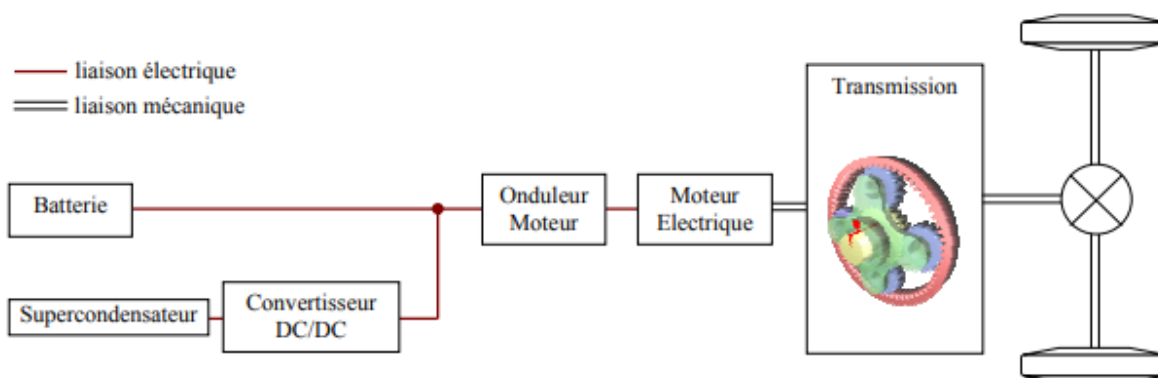 liaison électrique
liaison mécanique
Transmission
Batterie
Onduleur
Moteur
Moteur
Electrique
Supercondensateur
Convertisseur
DC/DC